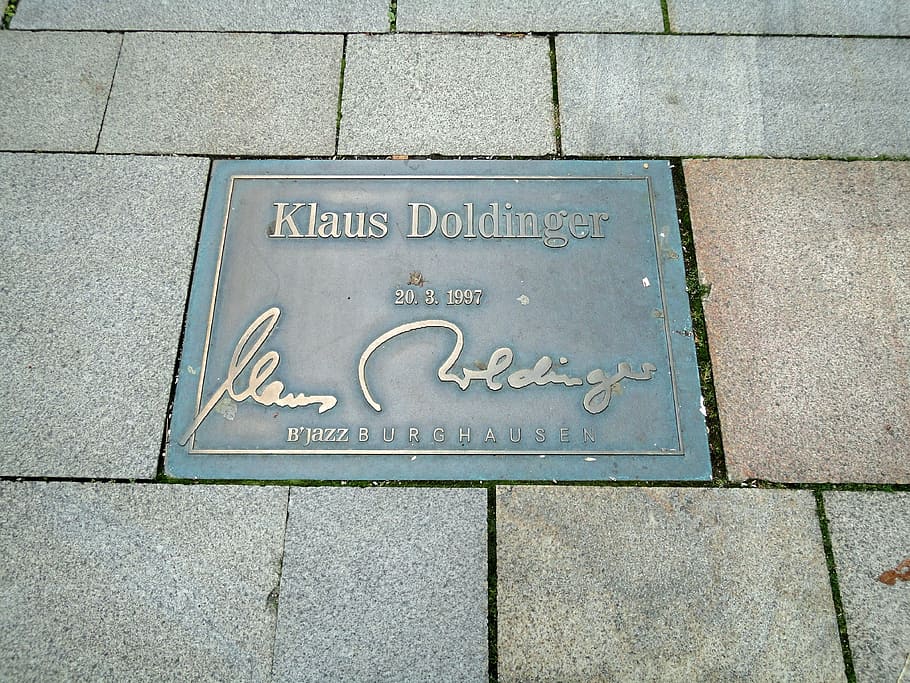 Klaus Doldinger
20. 3. 1997
Klaus Doldinger
B'Jazz BURGHAUSEN